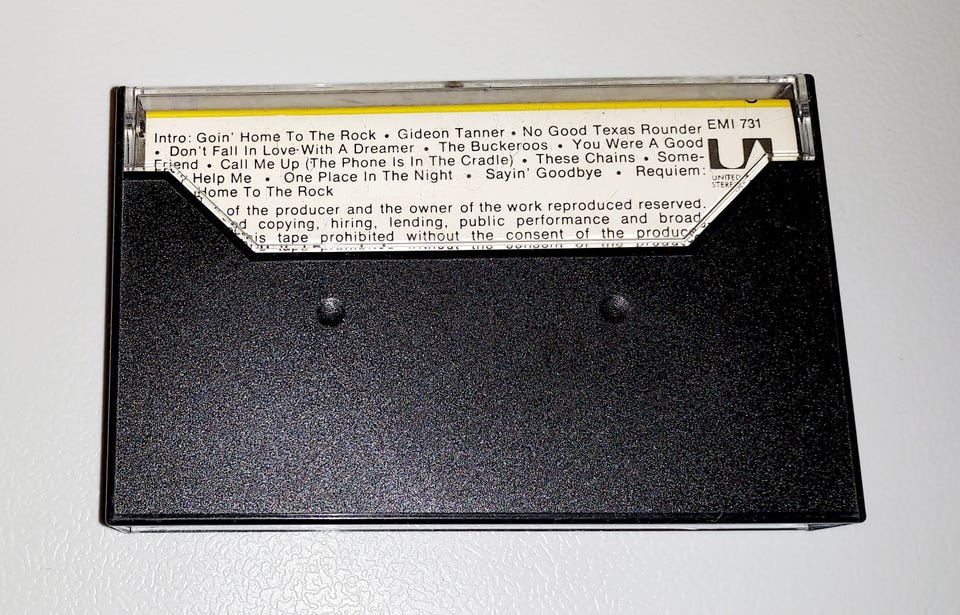 Intro: Goin' Home To The Rock • Gideon Tanner • No Good Texas Rounder
• Don't Fall In Love With A Dreamer • The Buckeroos • You Were A Good
Friend • Call Me Up (The Phone Is In The Cradle) • These Chains • Some-
Help Me • One Place In The Night • Sayin' Goodbye • Requiem:
Home To The Rock
of the producer and the owner of the work reproduced reserved.
copying, hiring, lending, public performance and broad
tape prohibited without the consent of the
EMI 731
UA
UNITED